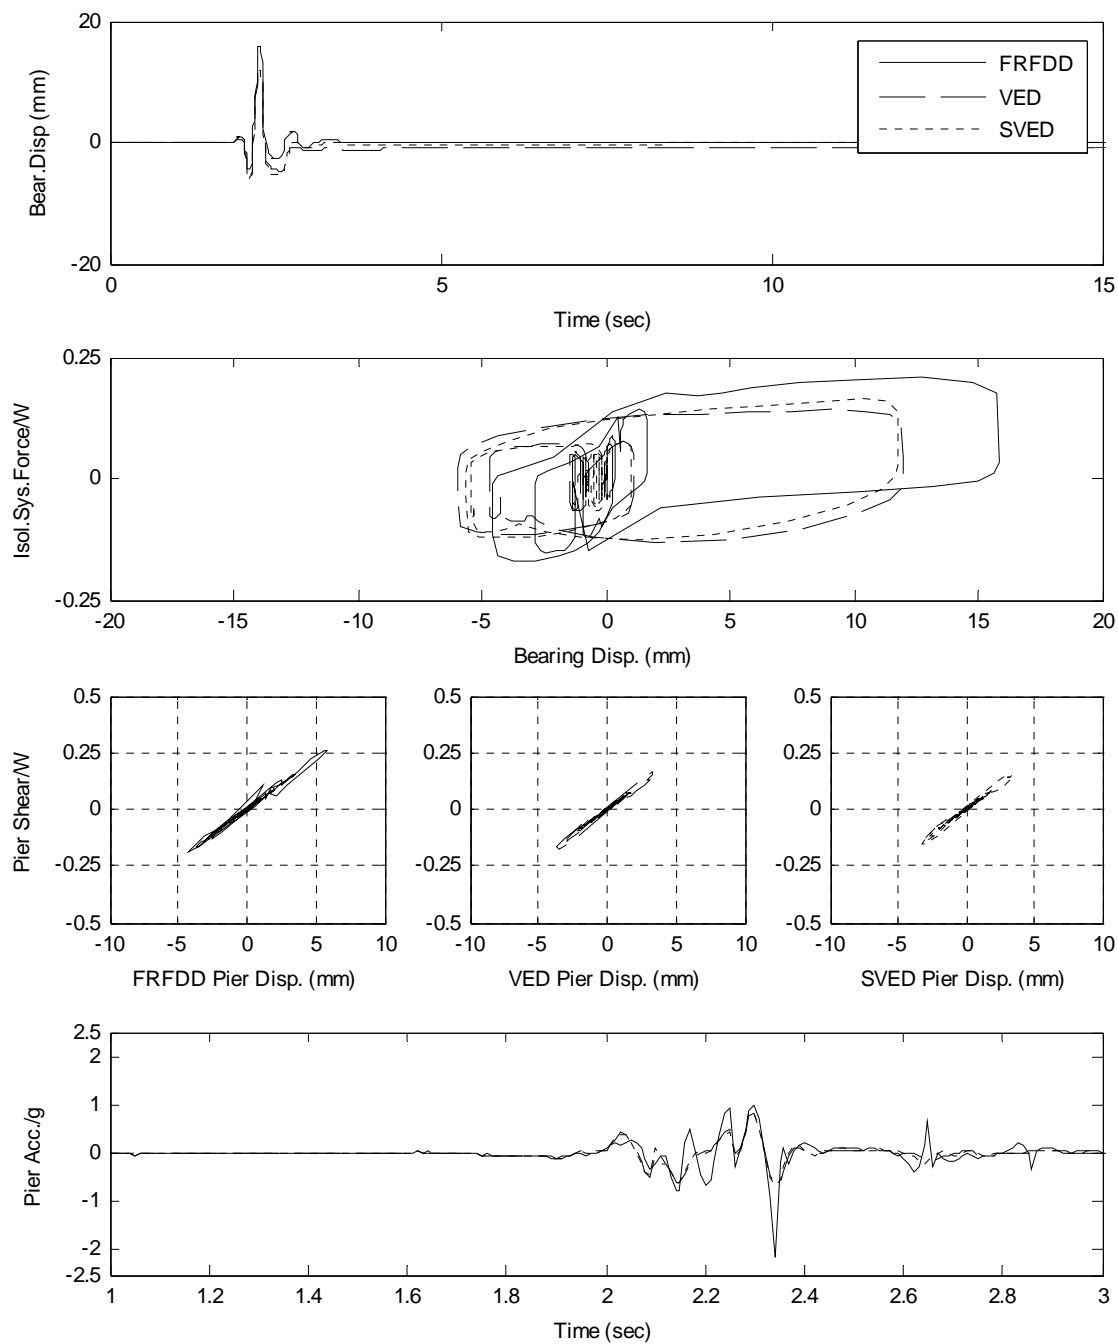 20
0
-20
Bear.Disp (mm)
FRFDD
VED
SVED
0 5 10 15
Time (sec)
0.25
0
-0.25
Isol.Sys.Force/W
-20 -15 -10 -5 0 5 10 15 20
Bearing Disp. (mm)
0.5
0.25
0
-0.25
-0.5
Pier Shear/W
-10 -5 0 5 10
FRFDD Pier Disp. (mm)
0.5
0.25
0
-0.25
-0.5
-10 -5 0 5 10
VED Pier Disp. (mm)
0.5
0.25
0
-0.25
-0.5
-10 -5 0 5 10
SVED Pier Disp. (mm)
2.5
2
1
0
-1
-2
-2.5
Pier Acc./g
1 1.2 1.4 1.6 1.8 2 2.2 2.4 2.6 2.8 3
Time (sec)